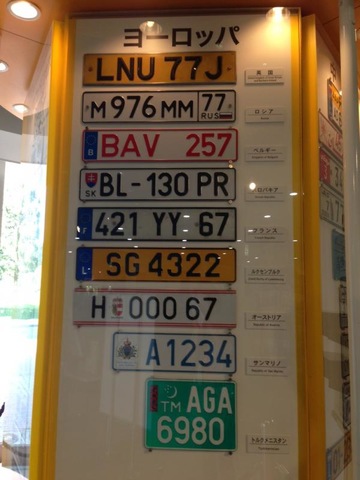 ヨーロッパ
LNU 77J
英国
M 976 MM 77
RUS
ロシア
B BAV 257
ベルギー
BL-130 PR
SK
スロバキア
F 421 YY 67
フランス
L SG 4322
ルクセンブルク
H 000 67
オーストリア
A1234
サンマリノ
TM AGA
6980
トルクメニスタン